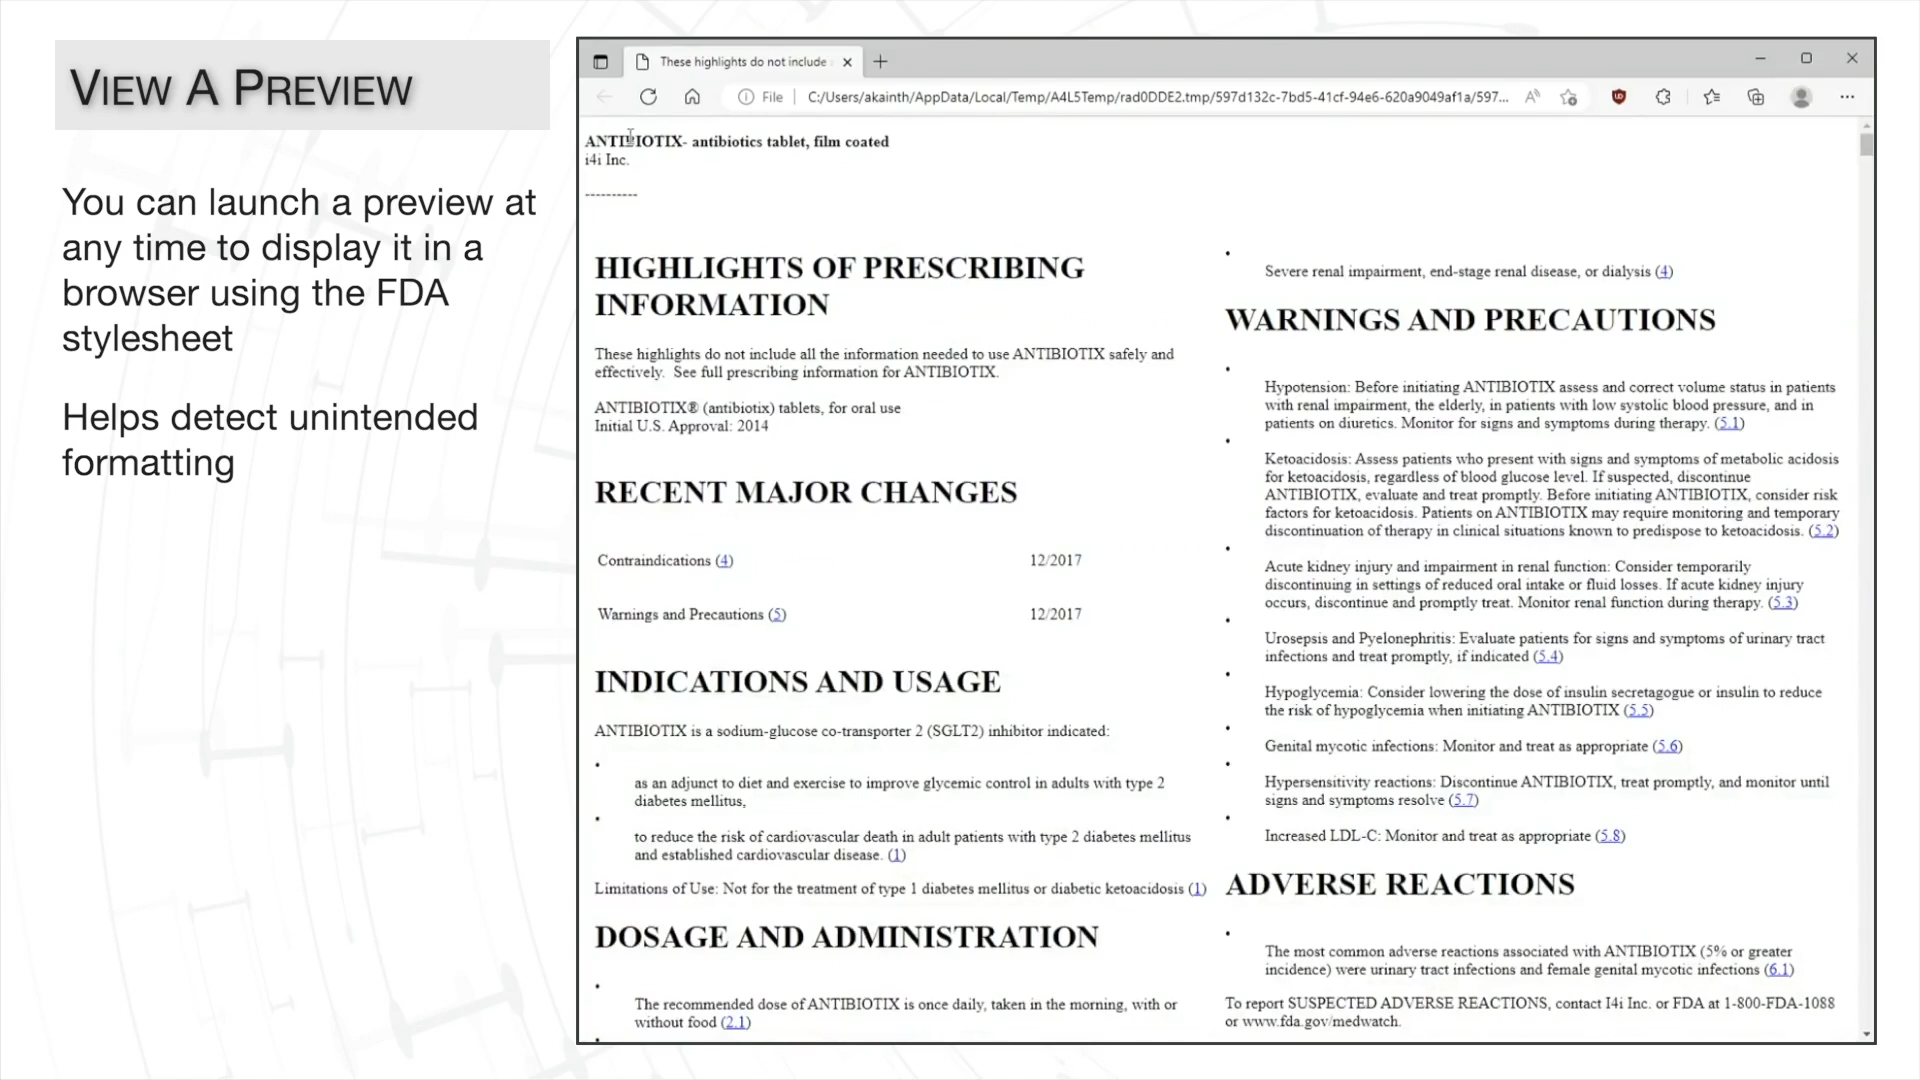 VIEW A PREVIEW
You can launch a preview at
any time to display it in a
browser using the FDA
stylesheet
Helps detect unintended
formatting
These highlights do not include
File
C:/Users/akainth/AppData/Local/Temp/A4L5Temp/rad0DDE2.tmp/597d132c-7bd5-41cf-94e6-620a9049af1a/597...
ANTIBIOTIX- antibiotics tablet, film coated
i4i Inc.
----------
HIGHLIGHTS OF PRESCRIBING
INFORMATION
These highlights do not include all the information needed to use ANTIBIOTIX safely and
effectively. See full prescribing information for ANTIBIOTIX.
ANTIBIOTIX® (antibiotix) tablets, for oral use
Initial U.S. Approval: 2014
RECENT MAJOR CHANGES
Contraindications (4) 12/2017
Warnings and Precautions (5) 12/2017
INDICATIONS AND USAGE
ANTIBIOTIX is a sodium-glucose co-transporter 2 (SGLT2) inhibitor indicated:
•
as an adjunct to diet and exercise to improve glycemic control in adults with type 2
diabetes mellitus,
•
to reduce the risk of cardiovascular death in adult patients with type 2 diabetes mellitus
and established cardiovascular disease. (1)
Limitations of Use: Not for the treatment of type 1 diabetes mellitus or diabetic ketoacidosis (1)
DOSAGE AND ADMINISTRATION
•
The recommended dose of ANTIBIOTIX is once daily, taken in the morning, with or
without food (2.1)
•
•
Severe renal impairment, end-stage renal disease, or dialysis (4)
WARNINGS AND PRECAUTIONS
•
Hypotension: Before initiating ANTIBIOTIX assess and correct volume status in patients
with renal impairment, the elderly, in patients with low systolic blood pressure, and in
patients on diuretics. Monitor for signs and symptoms during therapy. (5.1)
•
Ketoacidosis: Assess patients who present with signs and symptoms of metabolic acidosis
for ketoacidosis, regardless of blood glucose level. If suspected, discontinue
ANTIBIOTIX, evaluate and treat promptly. Before initiating ANTIBIOTIX, consider risk
factors for ketoacidosis. Patients on ANTIBIOTIX may require monitoring and temporary
discontinuation of therapy in clinical situations known to predispose to ketoacidosis. (5.2)
•
Acute kidney injury and impairment in renal function: Consider temporarily
discontinuing in settings of reduced oral intake or fluid losses. If acute kidney injury
occurs, discontinue and promptly treat. Monitor renal function during therapy. (5.3)
•
Urosepsis and Pyelonephritis: Evaluate patients for signs and symptoms of urinary tract
infections and treat promptly, if indicated (5.4)
•
Hypoglycemia: Consider lowering the dose of insulin secretagogue or insulin to reduce
the risk of hypoglycemia when initiating ANTIBIOTIX (5.5)
•
Genital mycotic infections: Monitor and treat as appropriate (5.6)
•
Hypersensitivity reactions: Discontinue ANTIBIOTIX, treat promptly, and monitor until
signs and symptoms resolve (5.7)
•
Increased LDL-C: Monitor and treat as appropriate (5.8)
ADVERSE REACTIONS
•
The most common adverse reactions associated with ANTIBIOTIX (5% or greater
incidence) were urinary tract infections and female genital mycotic infections (6.1)
To report SUSPECTED ADVERSE REACTIONS, contact I4i Inc. or FDA at 1-800-FDA-1088
or www.fda.gov/medwatch.